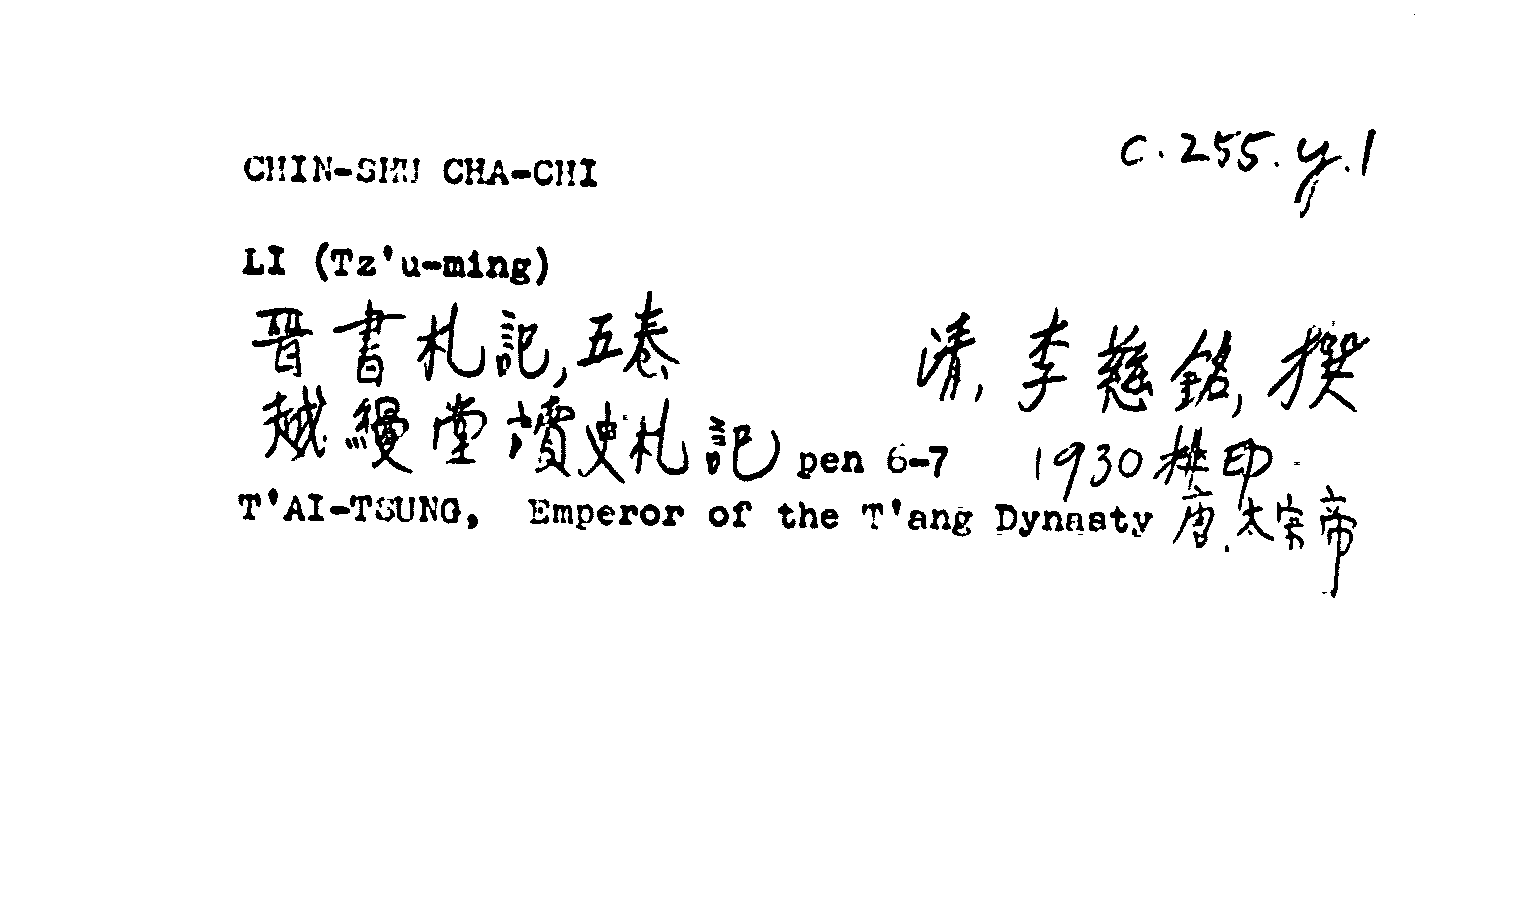 CHIN-SHU CHA-CHI c.255.y.1
LI (Tz'u-ming)
晉書札記, 五卷 清, 李慈銘, 撰
越縵堂讀史札記 pen 6-7 1930 排印
T'AI-TSUNG, Emperor of the T'ang Dynasty 唐. 太宗帝